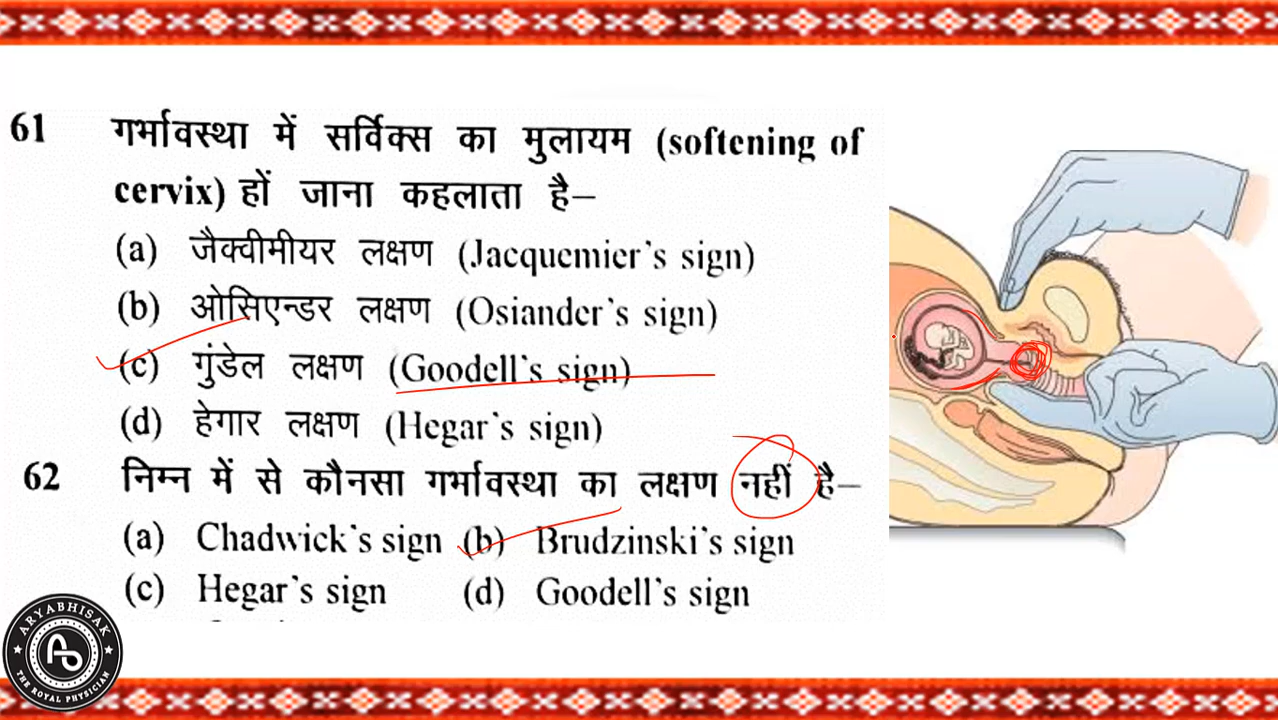 61 गर्भावस्था में सर्विक्स का मुलायम (softening of
cervix) हों जाना कहलाता है–
(a) जैक्वीमीयर लक्षण (Jacquemier's sign)
(b) ओसिएन्डर लक्षण (Osiander's sign)
(c) गुंडेल लक्षण (Goodell's sign)
(d) हेगार लक्षण (Hegar's sign)
62 निम्न में से कौनसा गर्भावस्था का लक्षण नहीं है–
(a) Chadwick's sign (b) Brudzinski's sign
(c) Hegar's sign (d) Goodell's sign
ARYABHISAK
THE ROYAL PHYSICIAN